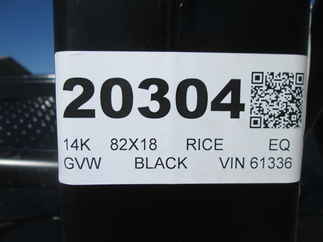 20304
14K 82X18 RICE EQ
GVW BLACK VIN 61336